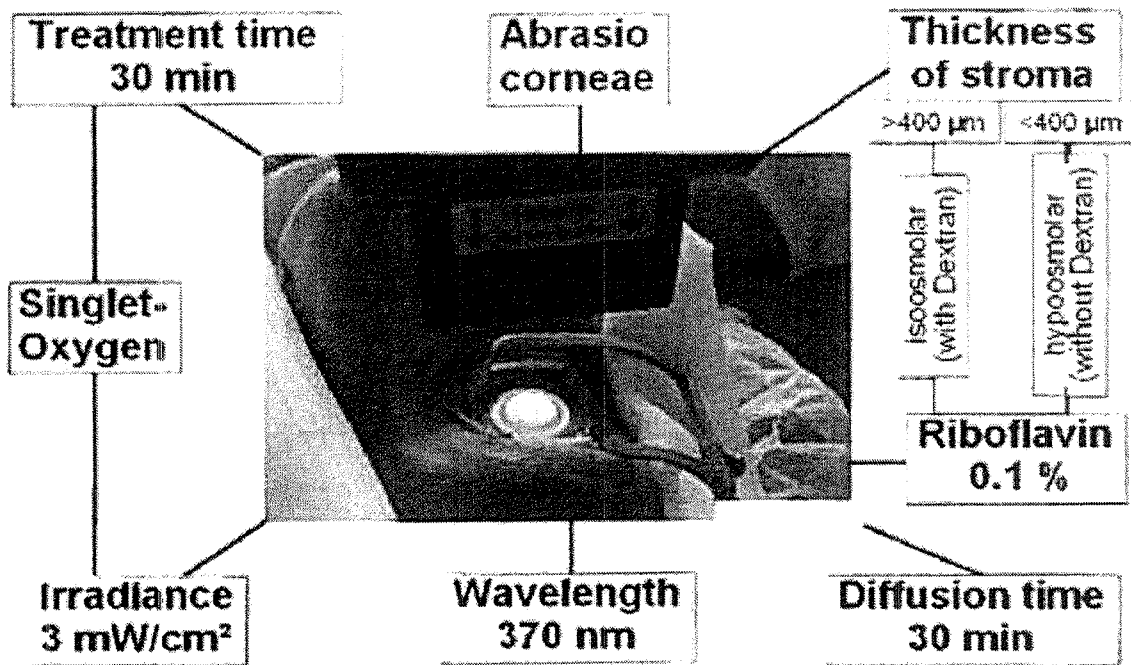 Treatment time
30 min
Abrasio
corneae
Thickness
of stroma
>400 µm
<400 µm
isoosmolar
(with Dextran)
hypoosmolar
(without Dextran)
Singlet-
Oxygen
Riboflavin
0.1 %
Irradiance
3 mW/cm²
Wavelength
370 nm
Diffusion time
30 min